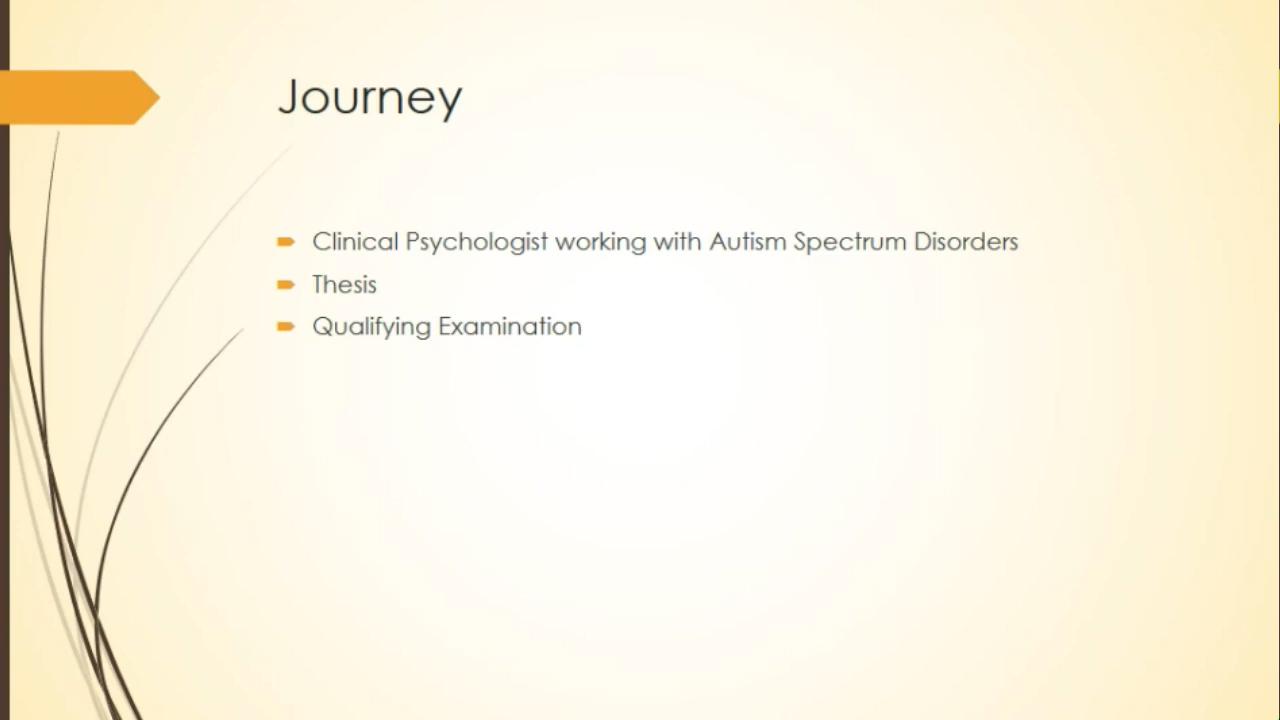 Journey
Clinical Psychologist working with Autism Spectrum Disorders
Thesis
Qualifying Examination